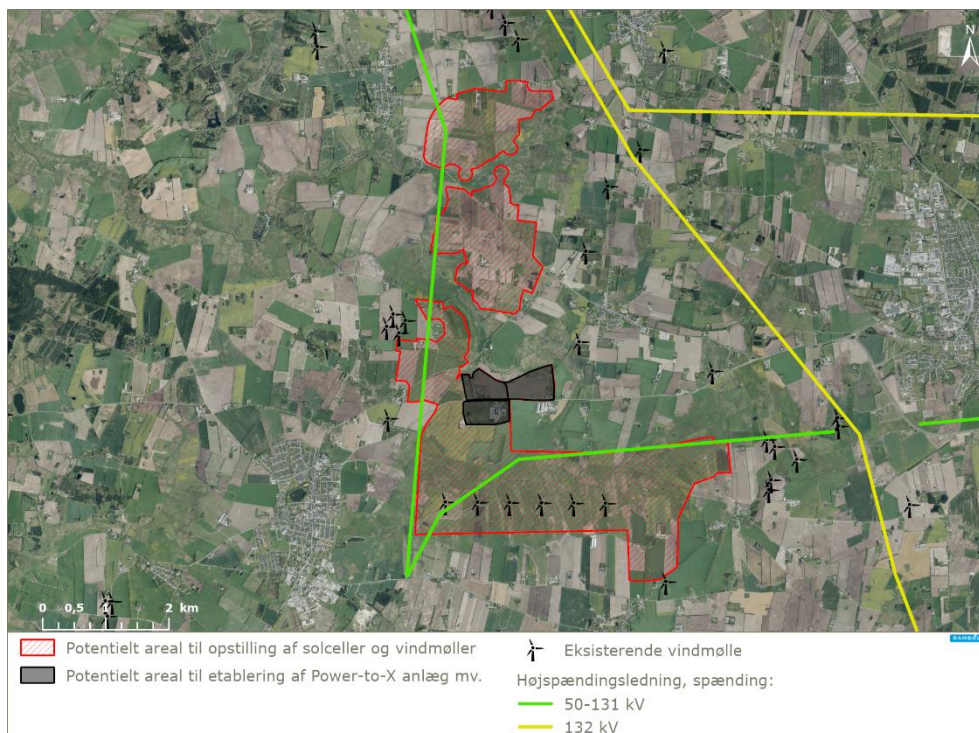 N
0 0,5 1 2 km
Potentielt areal til opstilling af solceller og vindmøller
Potentielt areal til etablering af Power-to-X anlæg mv.
Eksisterende vindmølle
Højspændingsledning, spænding:
50-131 kV
132 kV